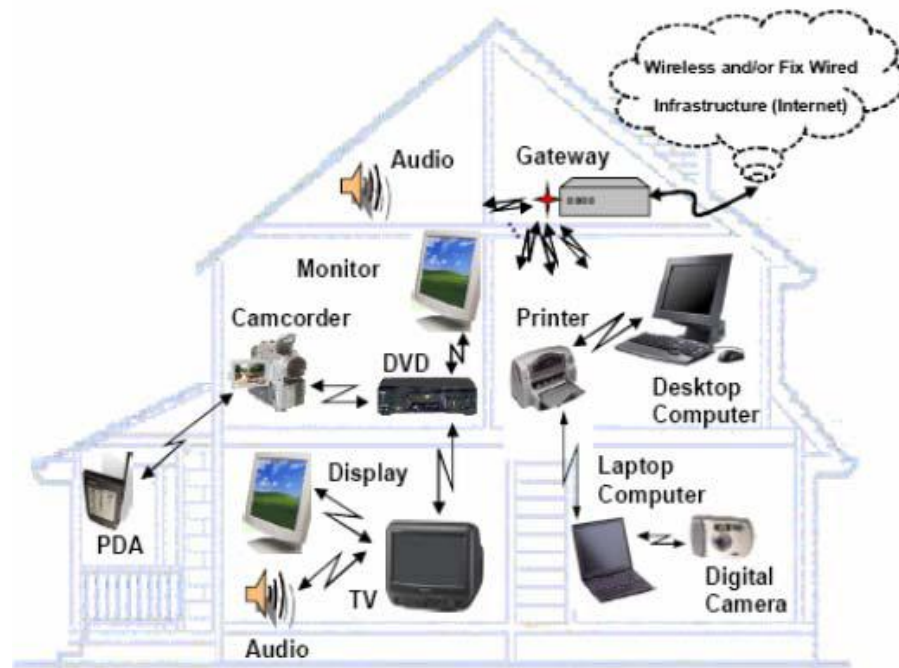 Wireless and/or Fix Wired
Infrastructure (Internet)
Audio
Gateway
Monitor
Camcorder
DVD
Printer
Desktop
Computer
Display
Laptop
Computer
PDA
TV
Digital
Camera
Audio